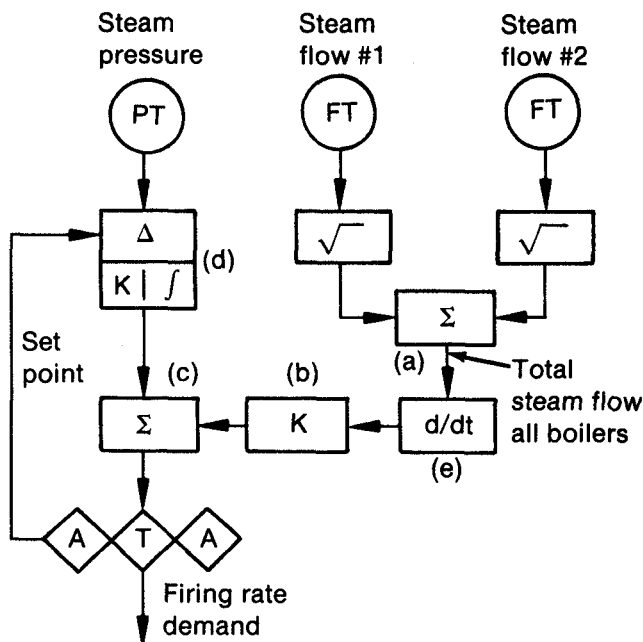 Steam
pressure
Steam
flow #1
Steam
flow #2
PT
FT
FT
Δ
√
√
K | ∫
(d)
Σ
Set
point
(c)
(b)
(a)
Total
steam flow
all boilers
Σ
K
d/dt
(e)
A
T
A
Firing rate
demand